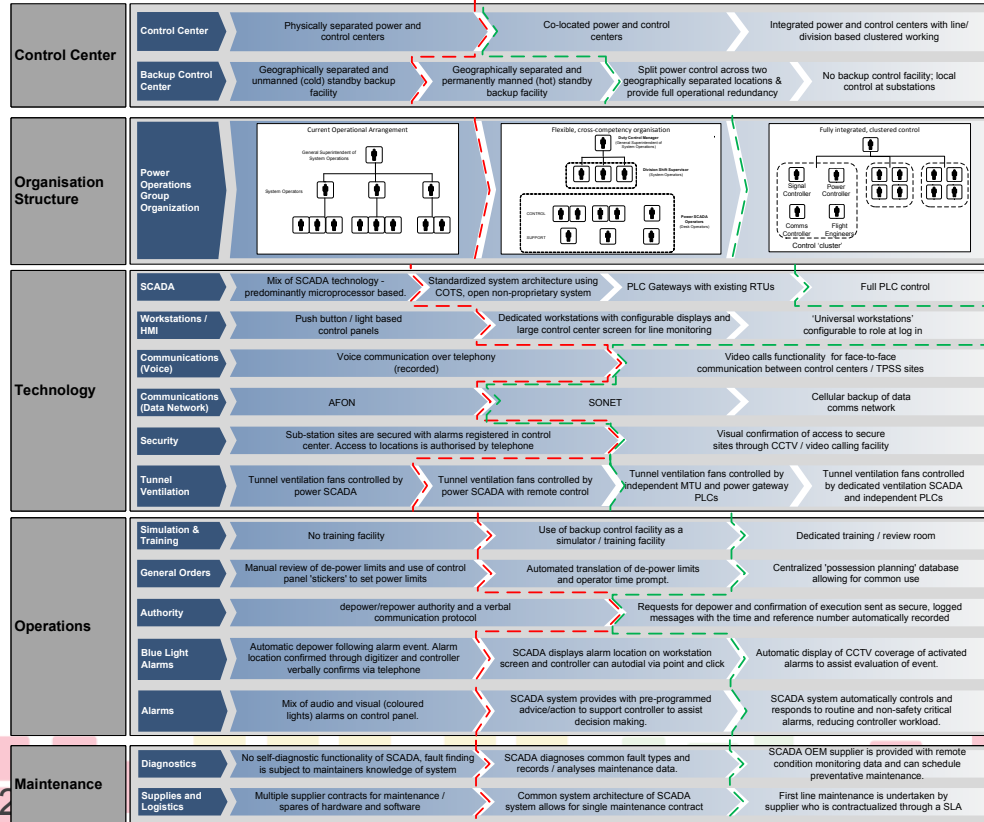 Control Center
Control Center
Physically separated power and
control centers
Co-located power and control
centers
Integrated power and control centers with line/
division based clustered working
Backup Control
Center
Geographically separated and
unmanned (cold) standby backup
facility
Geographically separated and
permanently manned (hot) standby
backup facility
Split power control across two
geographically separated locations &
provide full operational redundancy
No backup control facility; local
control at substations
Organisation
Structure
Power
Operations
Group
Organization
Current Operational Arrangement
General Superintendent of
System Operations
System Operators
Flexible, cross-competency organisation
Duty Control Manager
(General Superintendent of
System Operations)
Division Shift Supervisor
(System Operators)
CONTROL
SUPPORT
Power SCADA
Operators
(Desk Operators)
Fully integrated, clustered control
Signal
Controller
Power
Controller
Comms
Controller
Flight
Engineers
Control 'cluster'
Technology
SCADA
Mix of SCADA technology -
predominantly microprocessor based.
Standardized system architecture using
COTS, open non-proprietary system
PLC Gateways with existing RTUs
Full PLC control
Workstations /
HMI
Push button / light based
control panels
Dedicated workstations with configurable displays and
large control center screen for line monitoring
'Universal workstations'
configurable to role at log in
Communications
(Voice)
Voice communication over telephony
(recorded)
Video calls functionality for face-to-face
communication between control centers / TPSS sites
Communications
(Data Network)
AFON
SONET
Cellular backup of data
comms network
Security
Sub-station sites are secured with alarms registered in control
center. Access to locations is authorised by telephone
Visual confirmation of access to secure
sites through CCTV / video calling facility
Tunnel
Ventilation
Tunnel ventilation fans controlled by
power SCADA
Tunnel ventilation fans controlled by
power SCADA with remote control
Tunnel ventilation fans controlled by
independent MTU and power gateway
PLCs
Tunnel ventilation fans controlled
by dedicated ventilation SCADA
and independent PLCs
Operations
Simulation &
Training
No training facility
Use of backup control facility as a
simulator / training facility
Dedicated training / review room
General Orders
Manual review of de-power limits and use of control
panel 'stickers' to set power limits
Automated translation of de-power limits
and operator time prompt.
Centralized 'possession planning' database
allowing for common use
Authority
depower/repower authority and a verbal
communication protocol
Requests for depower and confirmation of execution sent as secure, logged
messages with the time and reference number automatically recorded
Blue Light
Alarms
Automatic depower following alarm event. Alarm
location confirmed through digitizer and controller
verbally confirms via telephone
SCADA displays alarm location on workstation
screen and controller can autodial via point and click
Automatic display of CCTV coverage of activated
alarms to assist evaluation of event.
Alarms
Mix of audio and visual (coloured
lights) alarms on control panel.
SCADA system provides with pre-programmed
advice/action to support controller to assist
decision making.
SCADA system automatically controls and
responds to routine and non-safety critical
alarms, reducing controller workload.
Maintenance
Diagnostics
No self-diagnostic functionality of SCADA, fault finding
is subject to maintainers knowledge of system
SCADA diagnoses common fault types and
records / analyses maintenance data.
SCADA OEM supplier is provided with remote
condition monitoring data and can schedule
preventative maintenance.
Supplies and
Logistics
Multiple supplier contracts for maintenance /
spares of hardware and software
Common system architecture of SCADA
system allows for single maintenance contract
First line maintenance is undertaken by
supplier who is contractualized through a SLA
2